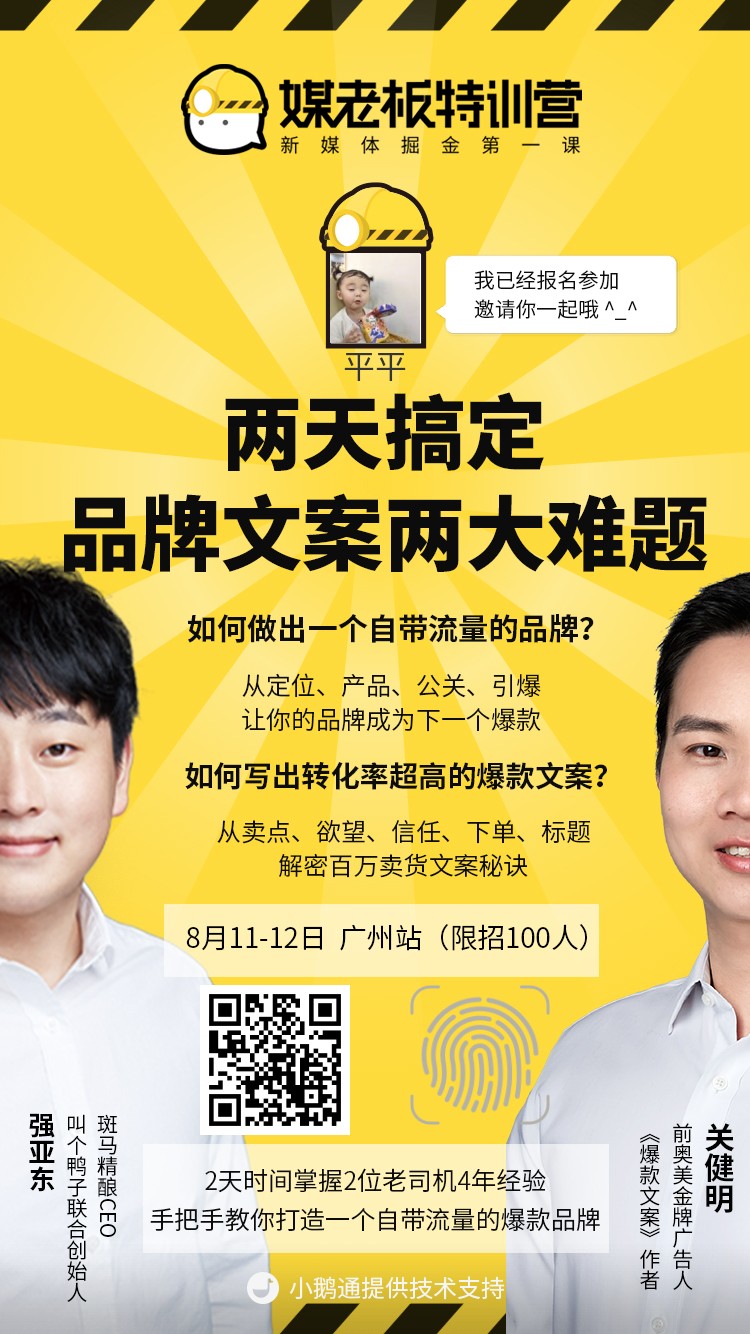 媒老板特训营
新媒体掘金第一课
我已经报名参加
邀请你一起哦 ^_^
平平
两天搞定
品牌文案两大难题
如何做出一个自带流量的品牌？
从定位、产品、公关、引爆
让你的品牌成为下一个爆款
如何写出转化率超高的爆款文案？
从卖点、欲望、信任、下单、标题
解密百万卖货文案秘诀
8月11-12日 广州站（限招100人）
强亚东
叫个鸭子联合创始人
斑马精酿CEO
关健明
前奥美金牌广告人
《爆款文案》作者
2天时间掌握2位老司机4年经验
手把手教你打造一个自带流量的爆款品牌
小鹅通提供技术支持